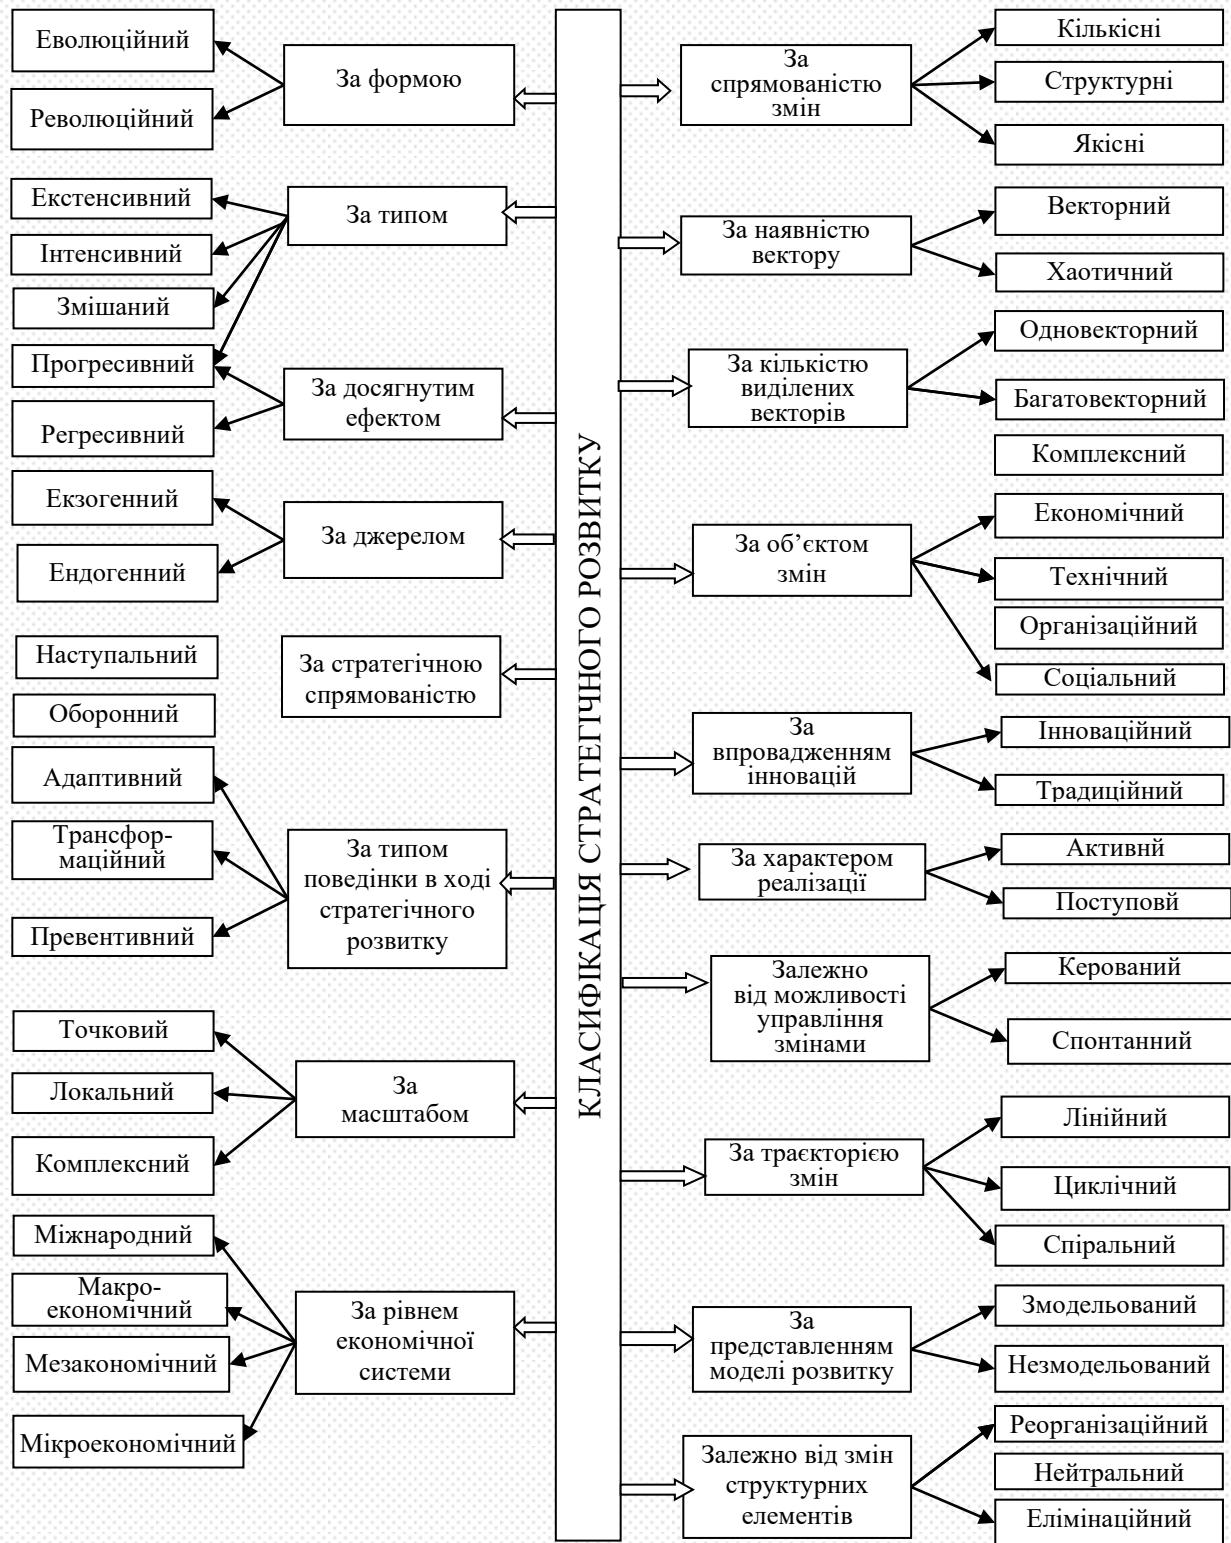 Еволюційний
Революційний
За формою
Екстенсивний
Інтенсивний
Змішаний
Прогресивний
За типом
Регресивний
За досягнутим
ефектом
Екзогенний
Ендогенний
За джерелом
Наступальний
Оборонний
За стратегічною
спрямованістю
Адаптивний
Трансфор-
маційний
Превентивний
За типом
поведінки в ході
стратегічного
розвитку
Точковий
Локальний
Комплексний
За
масштабом
Міжнародний
Макро-
економічний
Мезакономічний
Мікроекономічний
За рівнем
економічної
системи
КЛАСИФІКАЦІЯ СТРАТЕГІЧНОГО РОЗВИТКУ
За
спрямованістю
змін
Кількісні
Структурні
Якісні
За наявністю
вектору
Векторний
Хаотичний
За кількістю
виділених
векторів
Одновекторний
Багатовекторний
Комплексний
За об’єктом
змін
Економічний
Технічний
Організаційний
Соціальний
За
впровадженням
інновацій
Інноваційний
Традиційний
За характером
реалізації
Активнй
Поступовй
Залежно
від можливості
управління
змінами
Керований
Спонтанний
За траєкторією
змін
Лінійний
Циклічний
Спіральний
За
представленням
моделі розвитку
Змодельований
Незмодельований
Залежно від змін
структурних
елементів
Реорганізаційний
Нейтральний
Елімінаційний